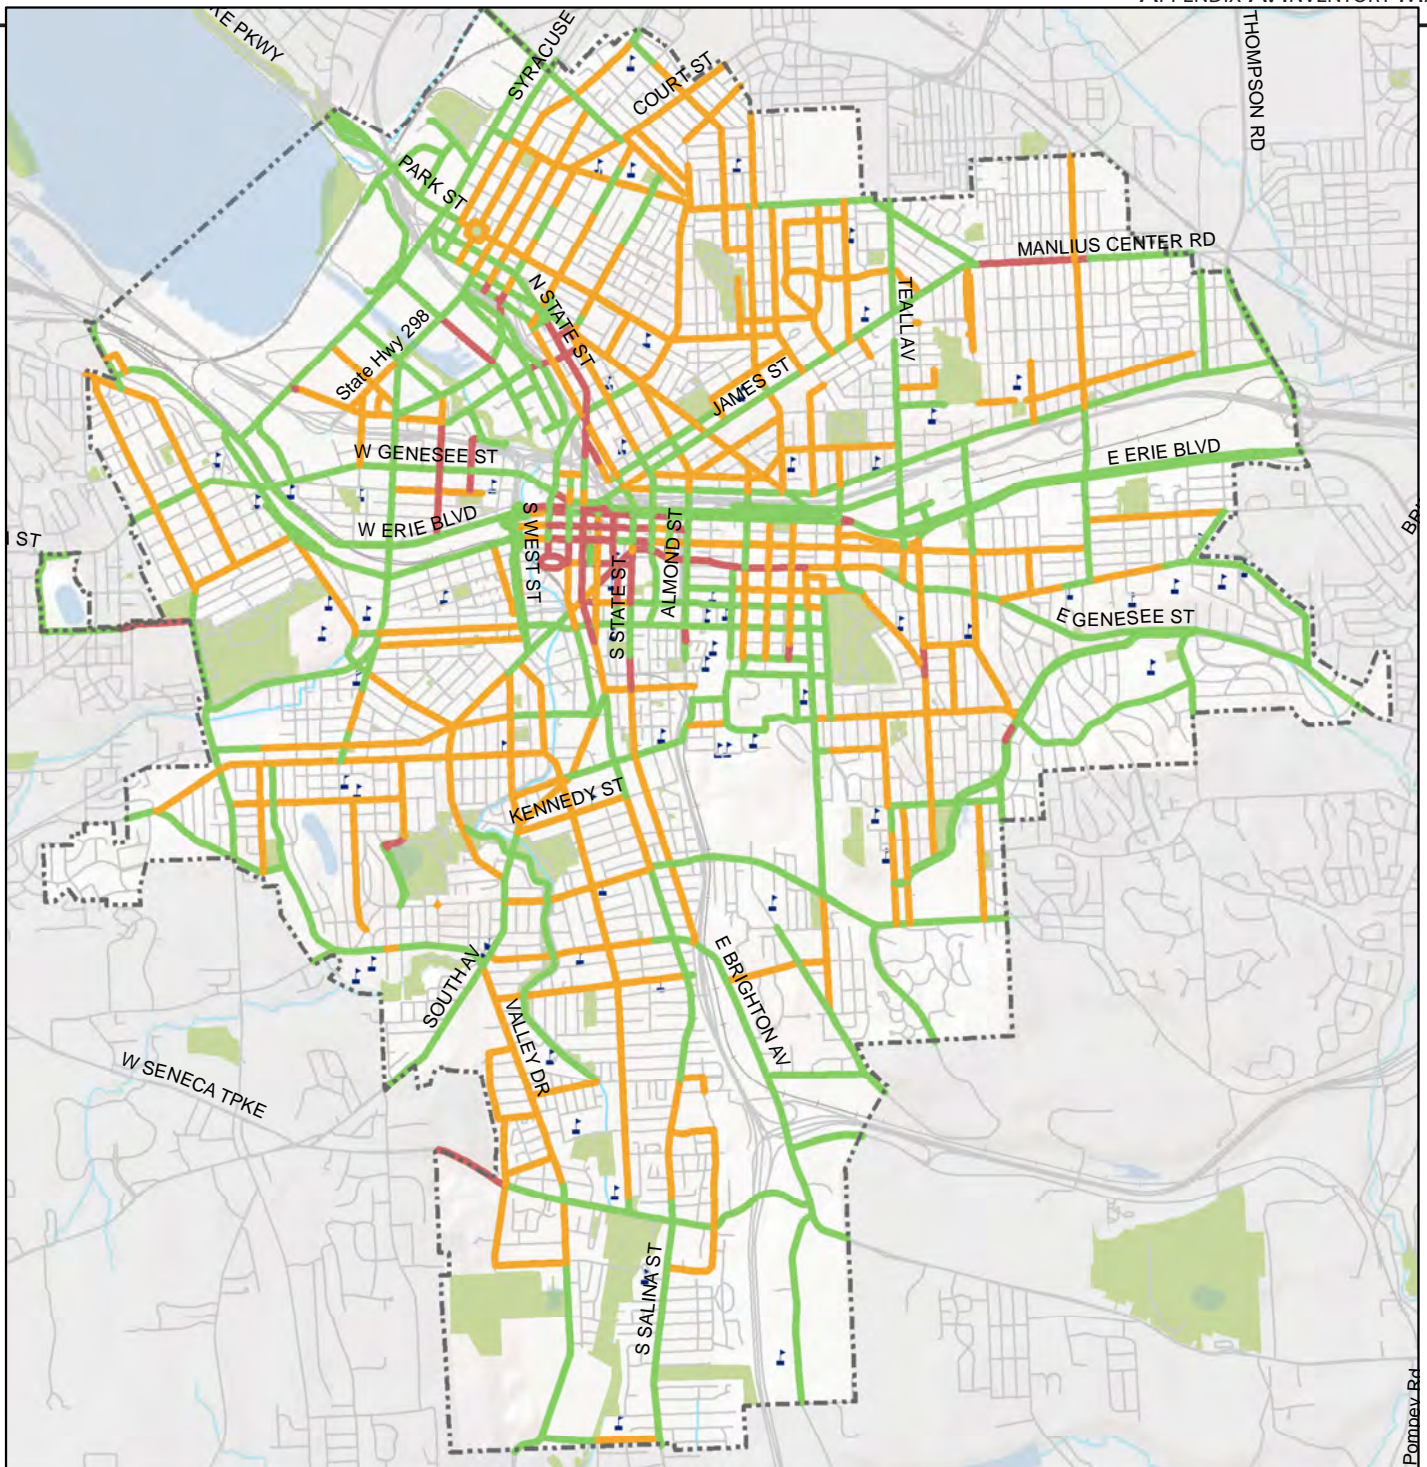 KE PKWY
SYRACUSE
COURT ST
THOMPSON RD
PARK ST
MANLIUS CENTER RD
N STATE ST
TEALL AV
State Hwy 298
JAMES ST
W GENESEE ST
E ERIE BLVD
W ERIE BLVD
S WEST ST
ALMOND ST
ST
S STATE ST
E GENESEE ST
KENNEDY ST
SOUTH AV
E BRIGHTON AV
VALLEY DR
W SENECA TPKE
S SALINA ST
Pompey Rd